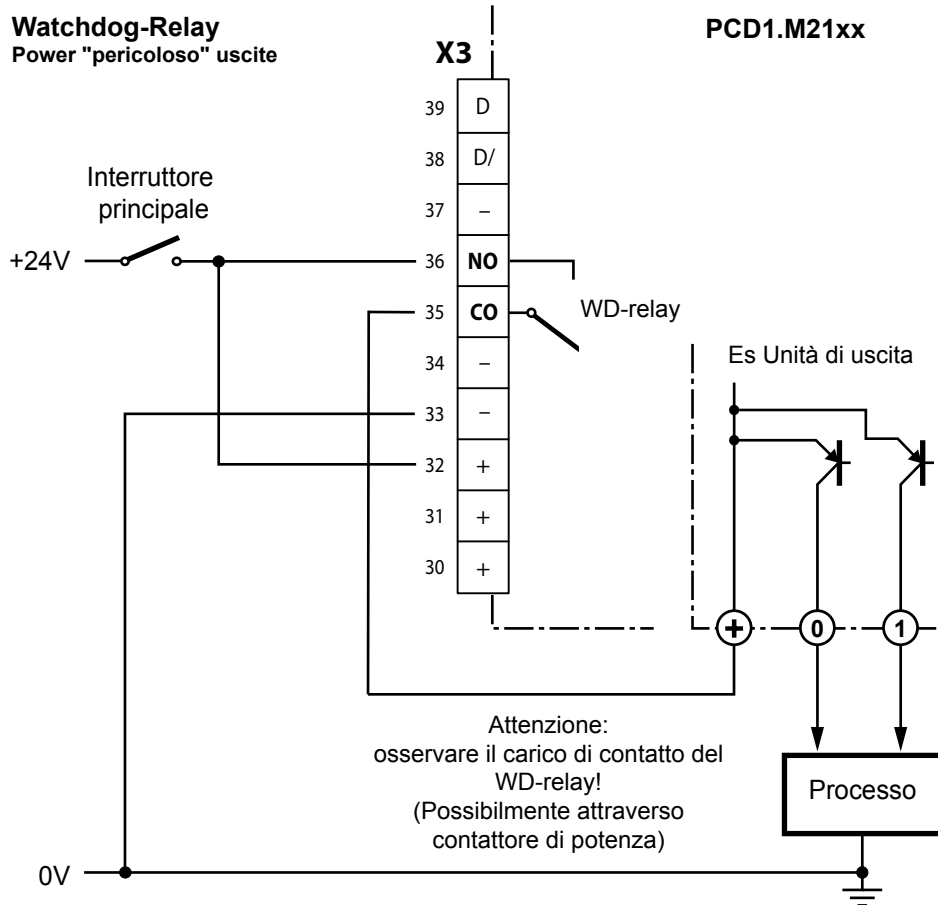 Watchdog-Relay
Power "pericoloso" uscite
PCD1.M21xx
X3
39 D
38 D/
37 –
36 NO
35 CO
34 –
33 –
32 +
31 +
30 +
Interruttore
principale
+24V
WD-relay
Es Unità di uscita
+ 0 1
Attenzione:
osservare il carico di contatto del
WD-relay!
(Possibilmente attraverso
contattore di potenza)
Processo
0V